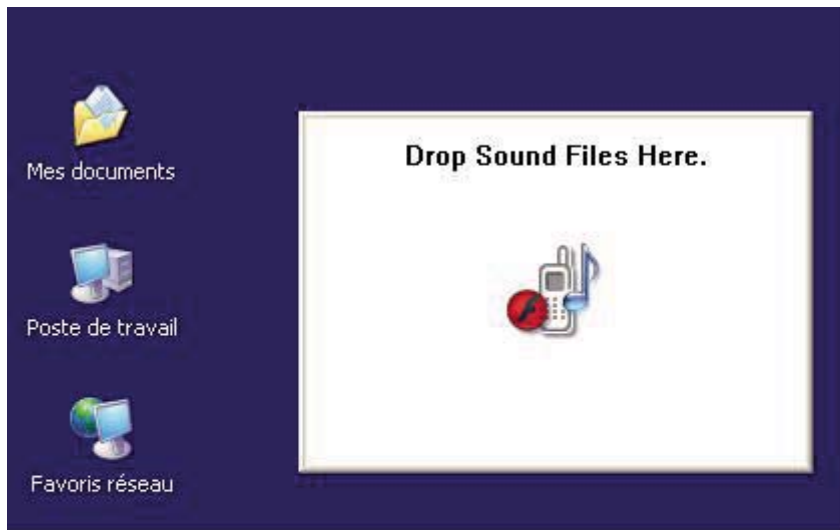 Mes documents
Poste de travail
Favoris réseau
Drop Sound Files Here.